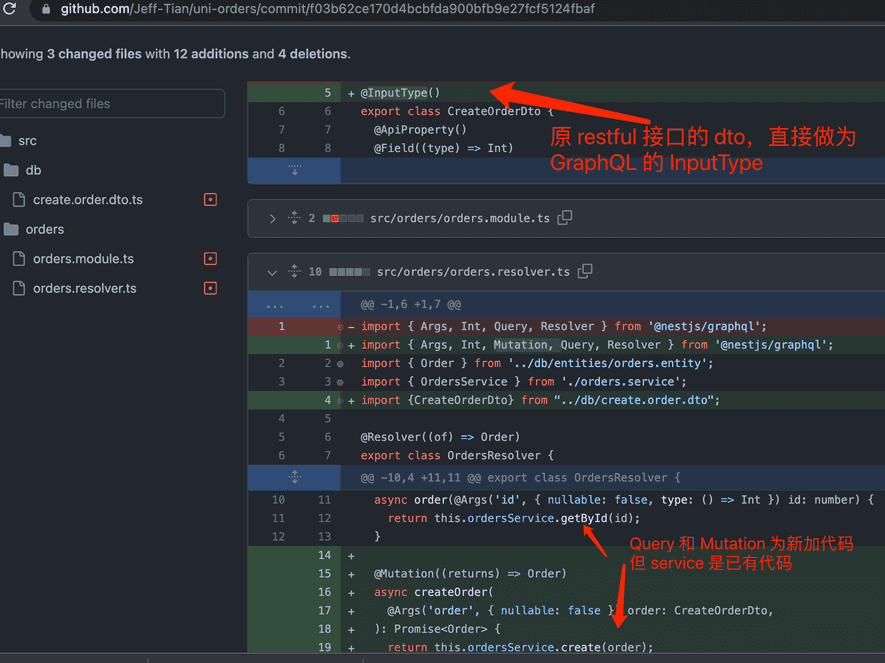 github.com/Jeff-Tian/uni-orders/commit/f03b62ce170d4bcbfda900bfb9e27fcf5124fbaf
howing 3 changed files with 12 additions and 4 deletions.
Filter changed files
src
db
create.order.dto.ts
orders
orders.module.ts
orders.resolver.ts
5 + @InputType()
6 6 export class CreateOrderDto {
7 7 @ApiProperty()
8 8 @Field((type) => Int)
原 restful 接口的 dto，直接做为
GraphQL 的 InputType
2 src/orders/orders.module.ts
10 src/orders/orders.resolver.ts
... ... @@ -1,6 +1,7 @@
1 - import { Args, Int, Query, Resolver } from '@nestjs/graphql';
1 + import { Args, Int, Mutation, Query, Resolver } from '@nestjs/graphql';
2 2 import { Order } from '../db/entities/orders.entity';
3 3 import { OrdersService } from './orders.service';
4 + import {CreateOrderDto} from "../db/create.order.dto";
4 5
5 6 @Resolver((of) => Order)
6 7 export class OrdersResolver {
@@ -10,4 +11,11 @@ export class OrdersResolver {
10 11 async order(@Args('id', { nullable: false, type: () => Int }) id: number) {
11 12 return this.ordersService.getById(id);
12 13 }
Query 和 Mutation 为新加代码
但 service 是已有代码
14 +
15 + @Mutation((returns) => Order)
16 + async createOrder(
17 + @Args('order', { nullable: false }) order: CreateOrderDto,
18 + ): Promise<Order> {
19 + return this.ordersService.create(order);